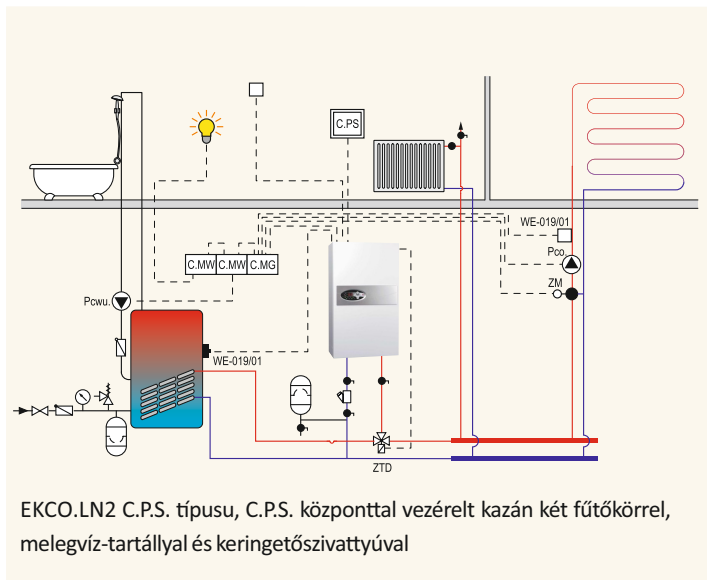 C.PS
WE-019/01
C.MW C.MW C.MG
Pco.
ZM
Pcwu.
WE-019/01
ZTD
EKCO.LN2 C.P.S. típusu, C.P.S. központtal vezérelt kazán két fűtőkörrel,
melegvíz-tartállyal és keringetőszivattyúval